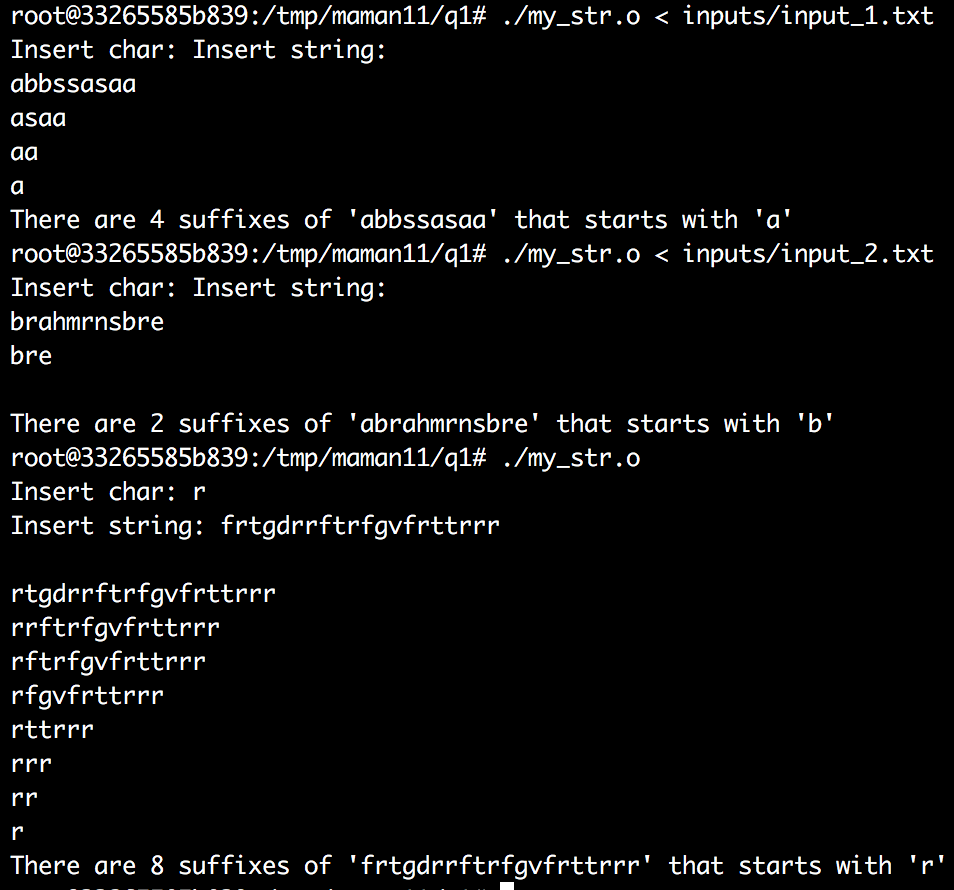 root@33265585b839:/tmp/maman11/q1# ./my_str.o < inputs/input_1.txt
Insert char: Insert string:
abbssasaa
asaa
aa
a
There are 4 suffixes of 'abbssasaa' that starts with 'a'
root@33265585b839:/tmp/maman11/q1# ./my_str.o < inputs/input_2.txt
Insert char: Insert string:
brahmrnsbre
bre
There are 2 suffixes of 'abrahmrnsbre' that starts with 'b'
root@33265585b839:/tmp/maman11/q1# ./my_str.o
Insert char: r
Insert string: frtgdrrftrfgvfrttrrr
rtgdrrftrfgvfrttrrr
rrftrfgvfrttrrr
rftrfgvfrttrrr
rfgvfrttrrr
rttrrr
rrr
rr
r
There are 8 suffixes of 'frtgdrrftrfgvfrttrrr' that starts with 'r'